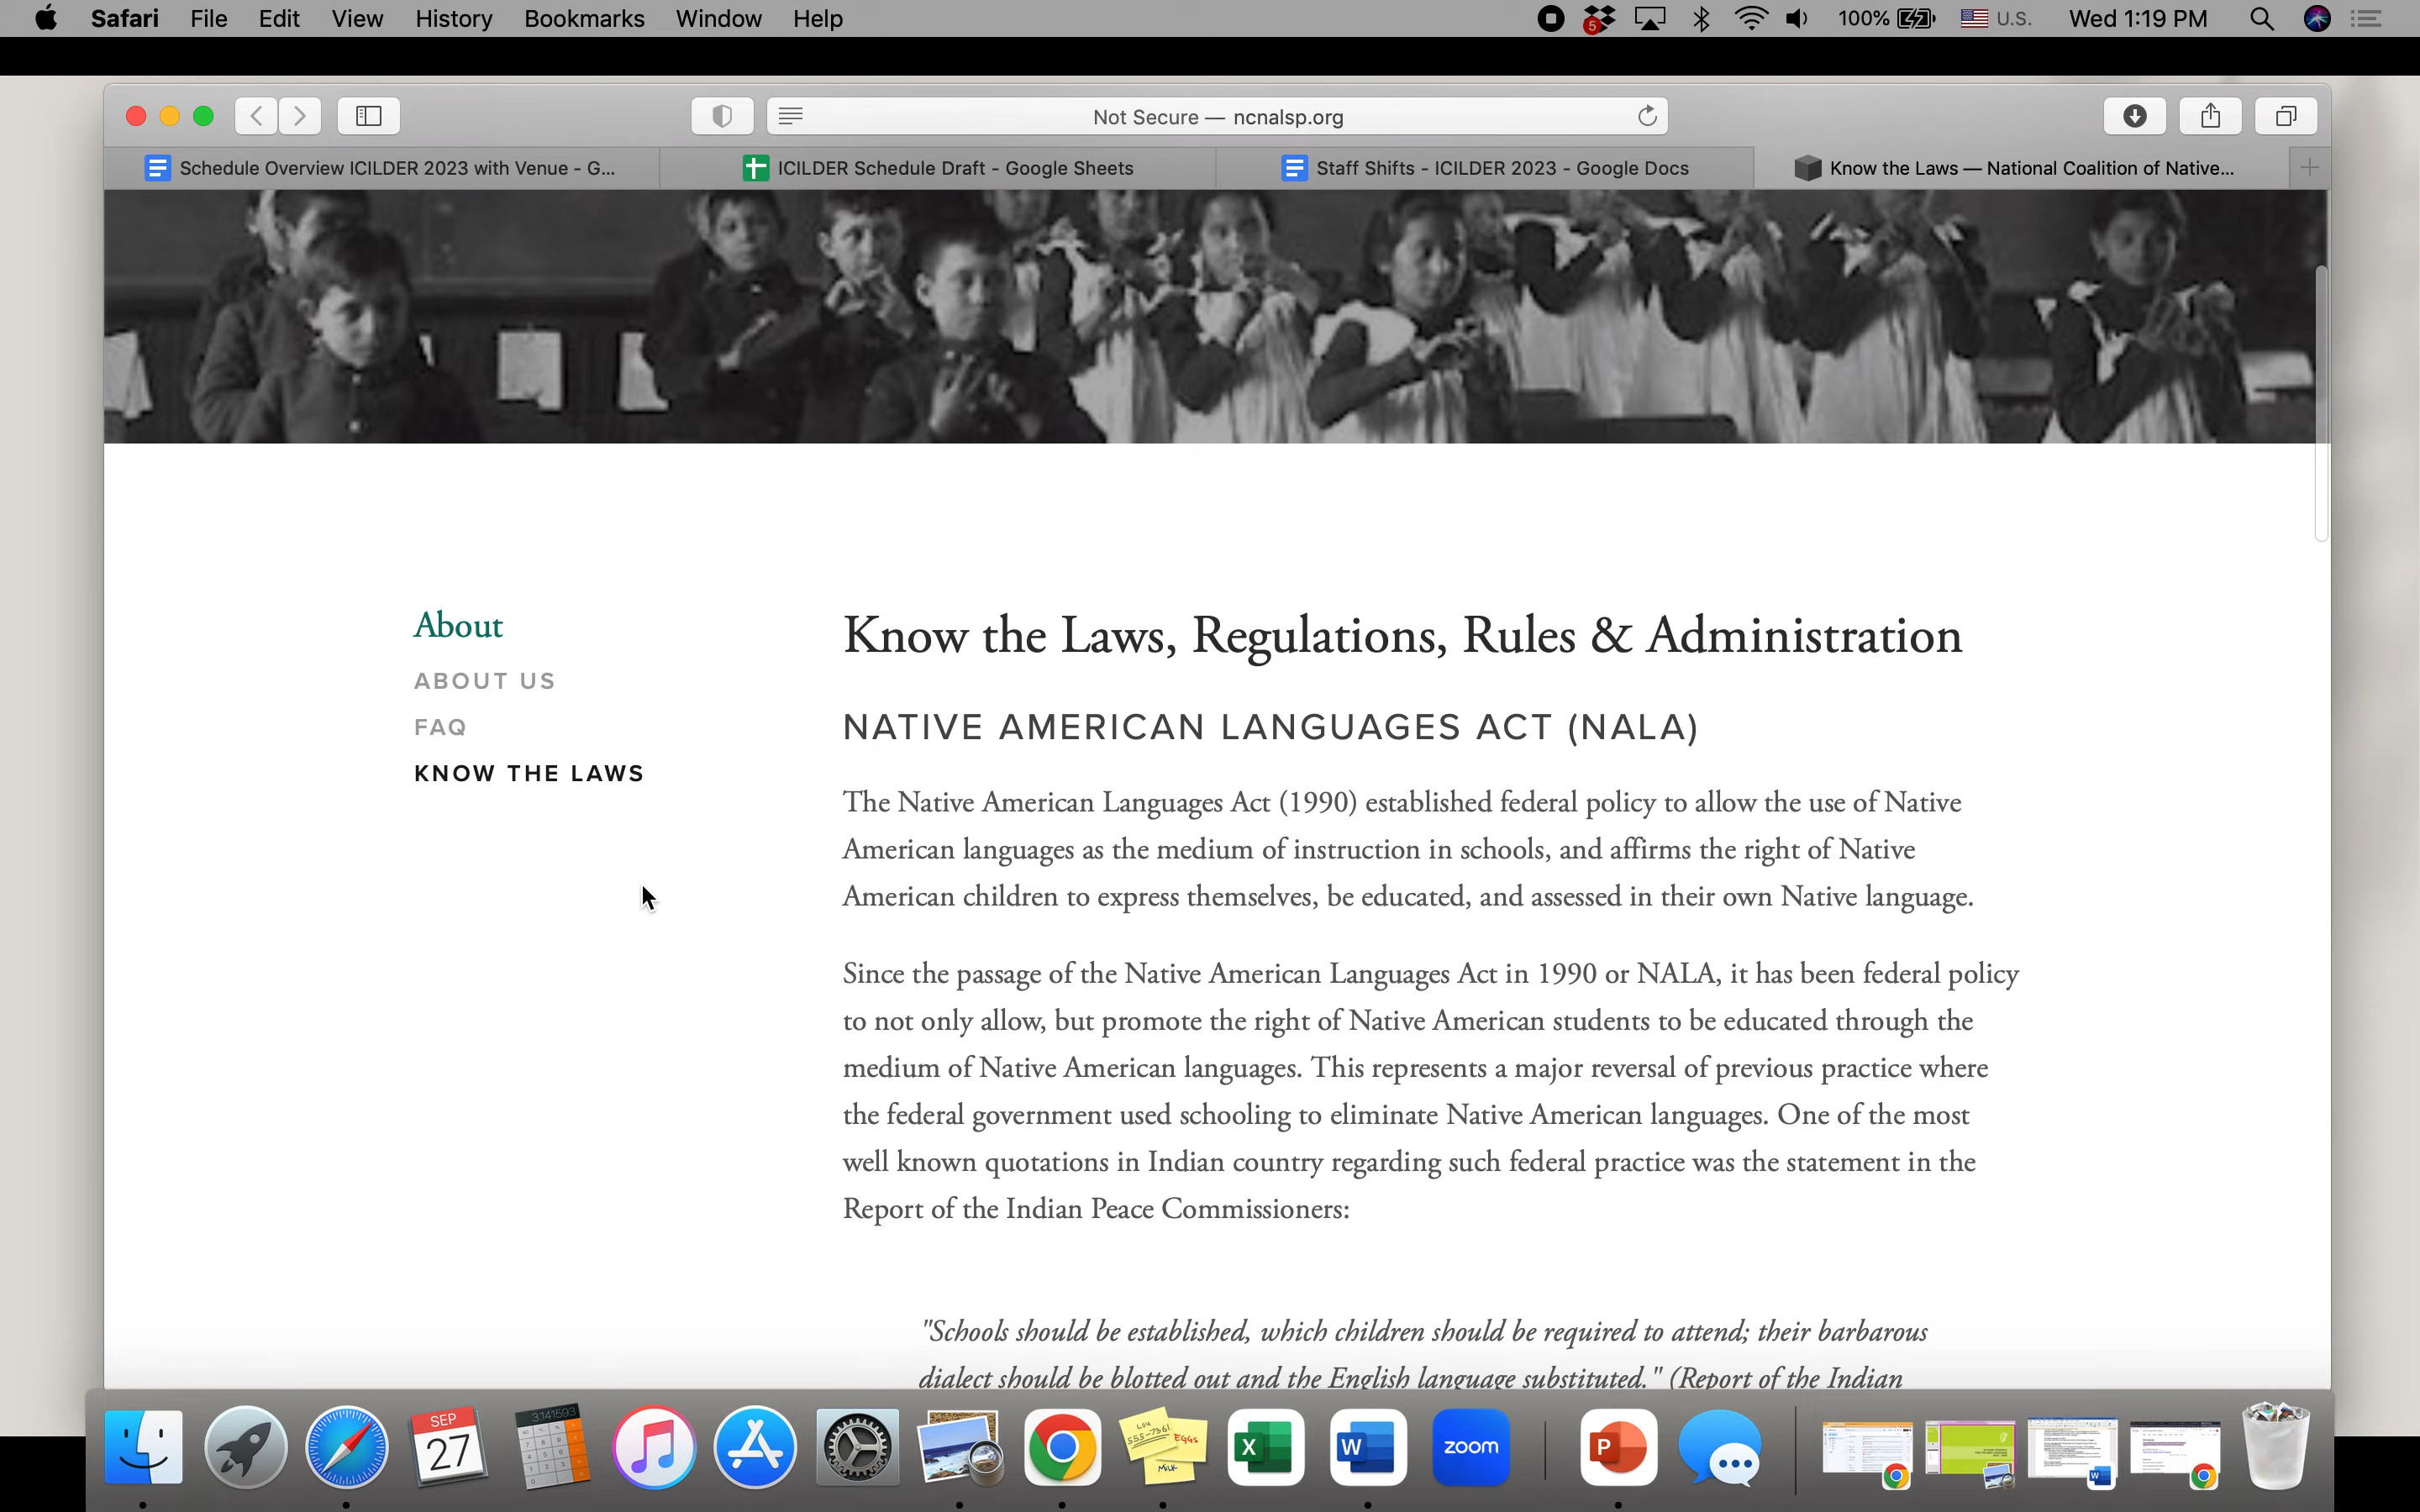 Safari File Edit View History Bookmarks Window Help
5 100% U.S. Wed 1:19 PM
Not Secure — ncnalsp.org
Schedule Overview ICILDER 2023 with Venue - G...
ICILDER Schedule Draft - Google Sheets
Staff Shifts - ICILDER 2023 - Google Docs
Know the Laws — National Coalition of Native...
About
ABOUT US
FAQ
KNOW THE LAWS
Know the Laws, Regulations, Rules & Administration
NATIVE AMERICAN LANGUAGES ACT (NALA)
The Native American Languages Act (1990) established federal policy to allow the use of Native
American languages as the medium of instruction in schools, and affirms the right of Native
American children to express themselves, be educated, and assessed in their own Native language.
Since the passage of the Native American Languages Act in 1990 or NALA, it has been federal policy
to not only allow, but promote the right of Native American students to be educated through the
medium of Native American languages. This represents a major reversal of previous practice where
the federal government used schooling to eliminate Native American languages. One of the most
well known quotations in Indian country regarding such federal practice was the statement in the
Report of the Indian Peace Commissioners:
"Schools should be established, which children should be required to attend; their barbarous
dialect should be blotted out and the English language substituted." (Report of the Indian
SEP
27
3.141593
LOU
555-7361
EGGS
MILK
X
W
zoom
P